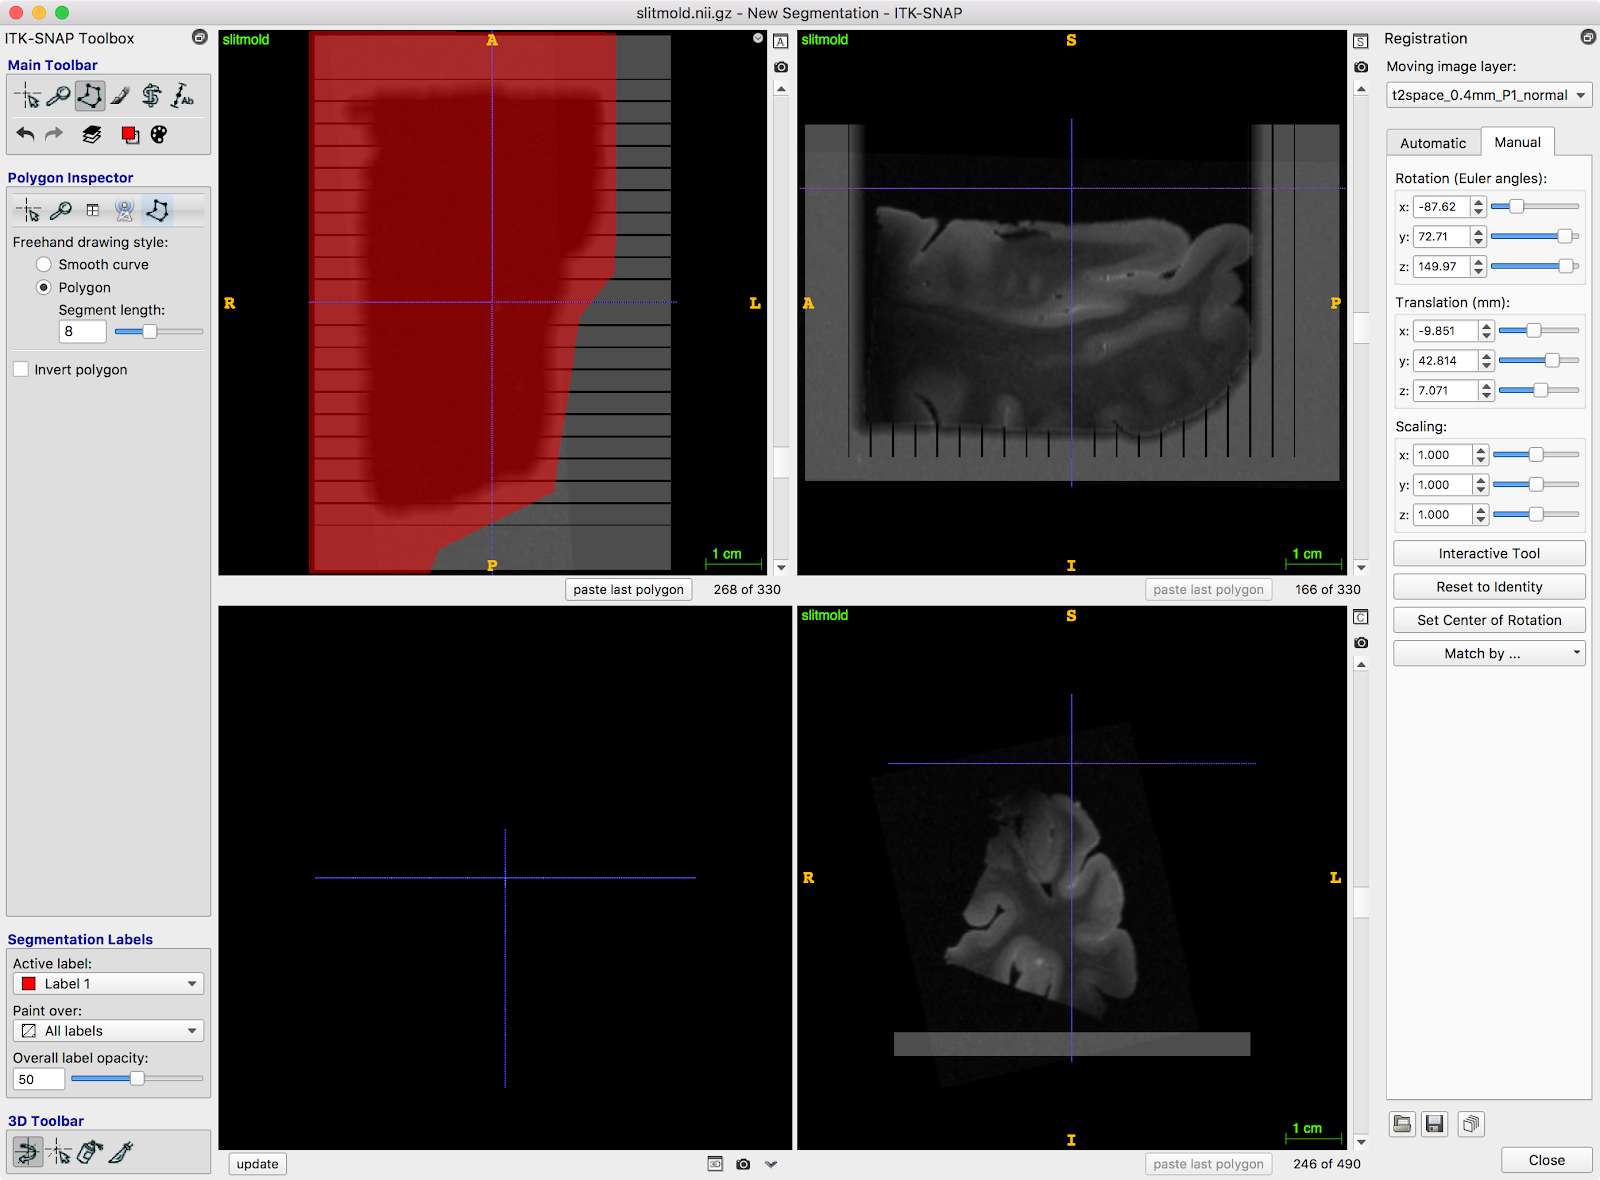 slitmold.nii.gz - New Segmentation - ITK-SNAP
ITK-SNAP Toolbox
Main Toolbar
Ab
Polygon Inspector
Freehand drawing style:
Smooth curve
Polygon
Segment length:
8
Invert polygon
Segmentation Labels
Active label:
Label 1
Paint over:
All labels
Overall label opacity:
50
3D Toolbar
slitmold
A
R
L
P
1 cm
A
paste last polygon
268 of 330
slitmold
S
A
P
I
1 cm
S
paste last polygon
166 of 330
update
3D
slitmold
S
R
L
I
1 cm
C
paste last polygon
246 of 490
Registration
Moving image layer:
t2space_0.4mm_P1_normal
Automatic
Manual
Rotation (Euler angles):
x: -87.62
y: 72.71
z: 149.97
Translation (mm):
x: -9.851
y: 42.814
z: 7.071
Scaling:
x: 1.000
y: 1.000
z: 1.000
Interactive Tool
Reset to Identity
Set Center of Rotation
Match by ...
Close